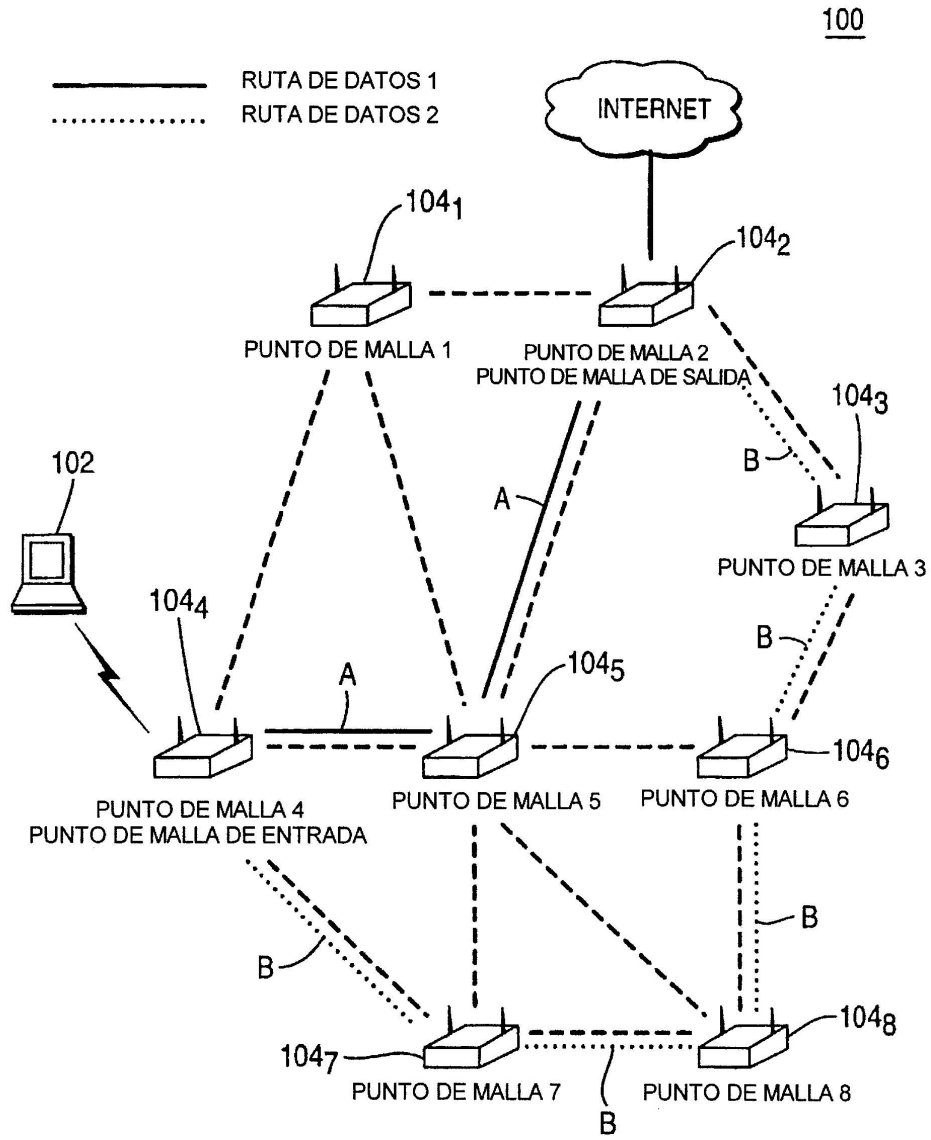 100
RUTA DE DATOS 1
RUTA DE DATOS 2
INTERNET
104₁
104₂
PUNTO DE MALLA 1
PUNTO DE MALLA 2
PUNTO DE MALLA DE SALIDA
104₃
B
A
102
PUNTO DE MALLA 3
104₄
B
104₅
A
104₆
PUNTO DE MALLA 4
PUNTO DE MALLA DE ENTRADA
PUNTO DE MALLA 5
PUNTO DE MALLA 6
B
B
104₇
104₈
PUNTO DE MALLA 7
B
PUNTO DE MALLA 8